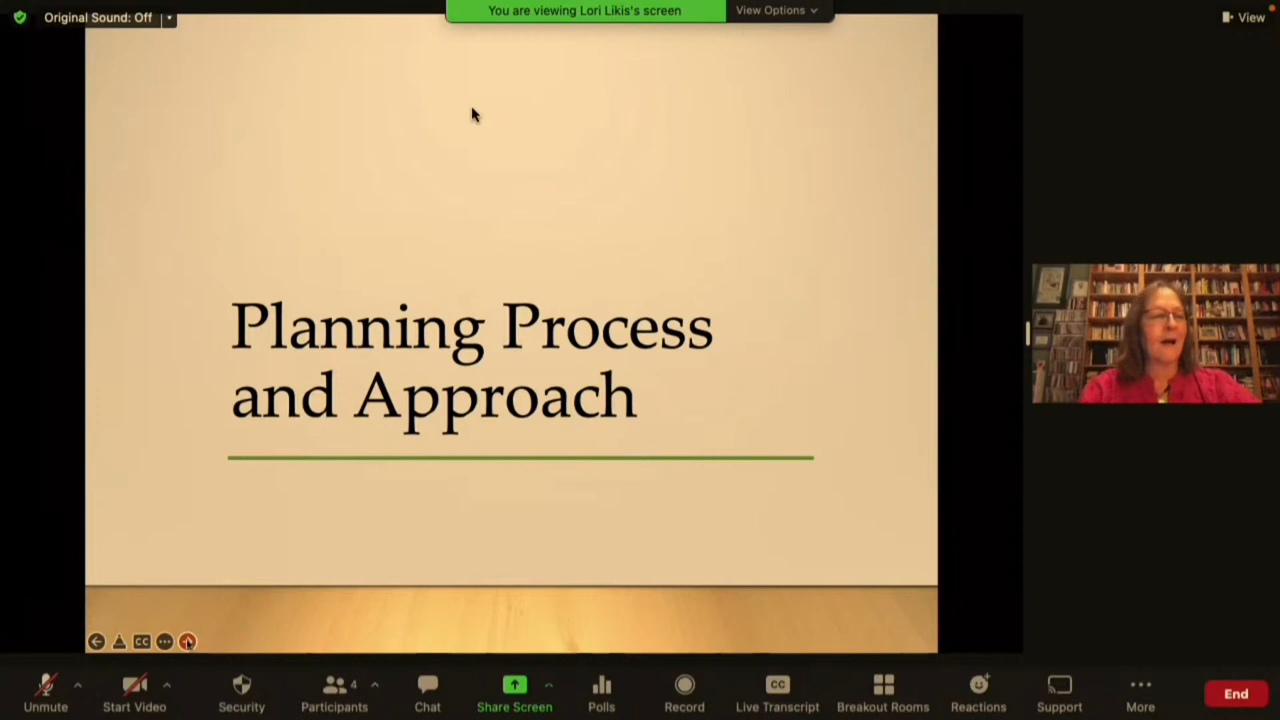 Original Sound: Off
You are viewing Lori Likis's screen
View Options
View
Planning Process
and Approach
CC
Unmute
Start Video
Security
4
Participants
Chat
Share Screen
Polls
Record
CC
Live Transcript
Breakout Rooms
Reactions
Support
More
End